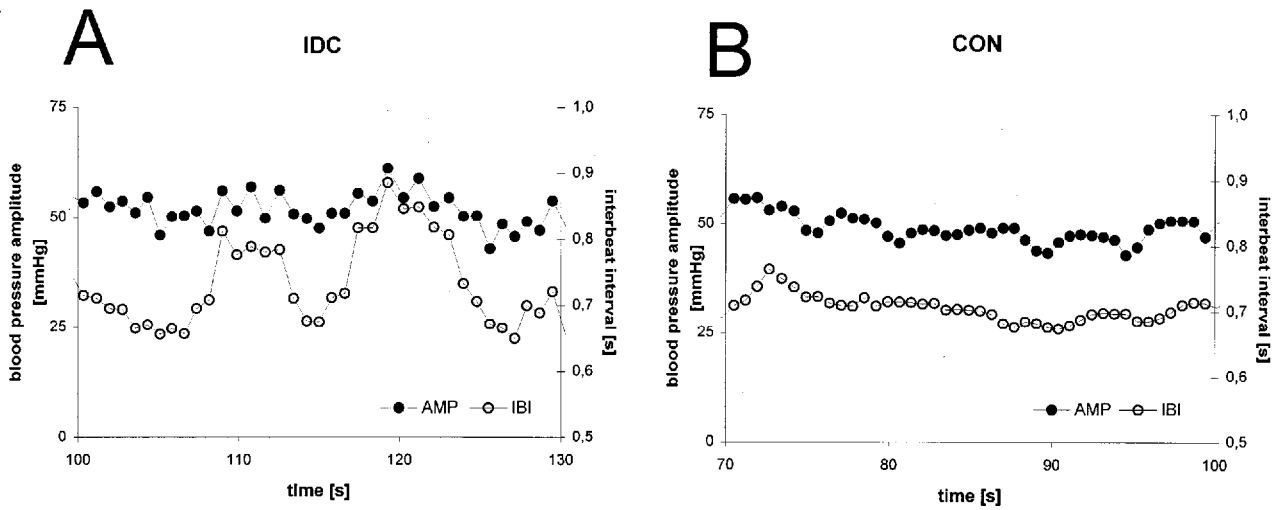 A
IDC
75
50
25
0
blood pressure amplitude
[mmHg]
1,0
0,9
0,8
0,7
0,6
0,5
interbeat interval [s]
AMP IBI
100 110 120 130
time [s]
B
CON
75
50
25
0
blood pressure amplitude
[mmHg]
1,0
0,9
0,8
0,7
0,6
0,5
interbeat interval [s]
AMP IBI
70 80 90 100
time [s]